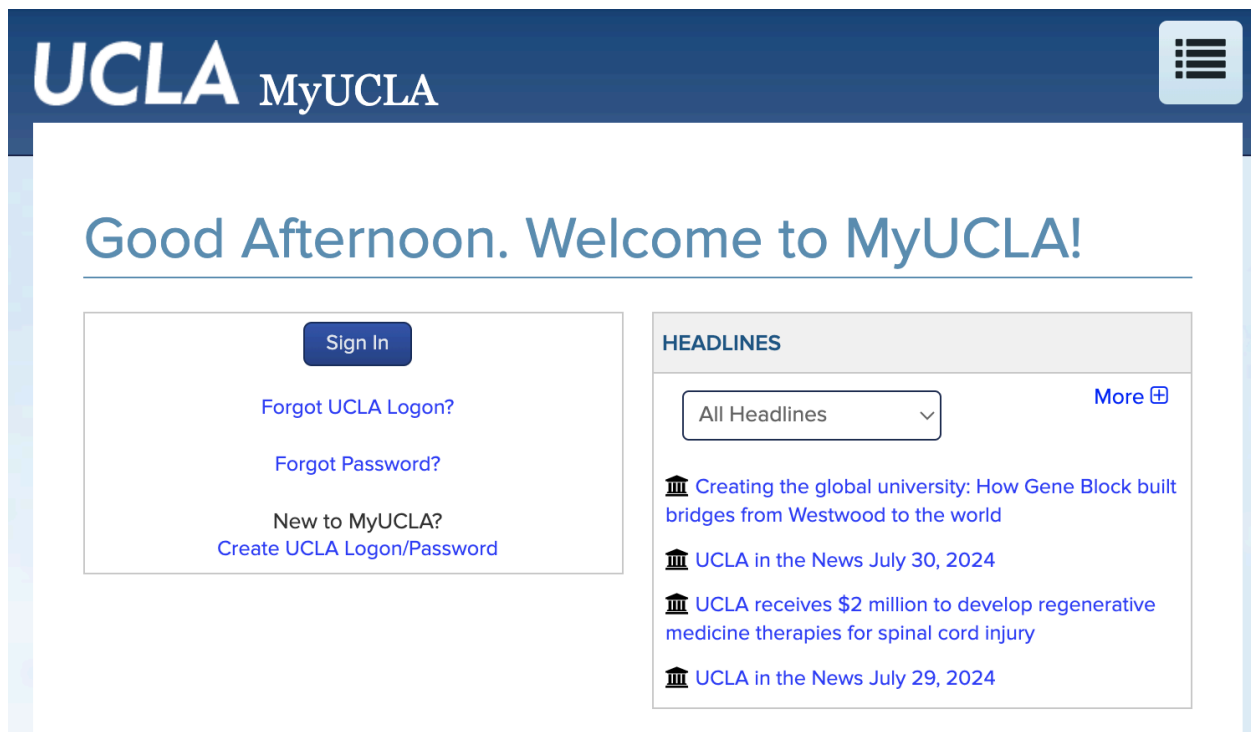 UCLA MyUCLA
Good Afternoon. Welcome to MyUCLA!
Sign In
Forgot UCLA Logon?
Forgot Password?
New to MyUCLA?
Create UCLA Logon/Password
HEADLINES
More
All Headlines
Creating the global university: How Gene Block built
bridges from Westwood to the world
UCLA in the News July 30, 2024
UCLA receives $2 million to develop regenerative
medicine therapies for spinal cord injury
UCLA in the News July 29, 2024